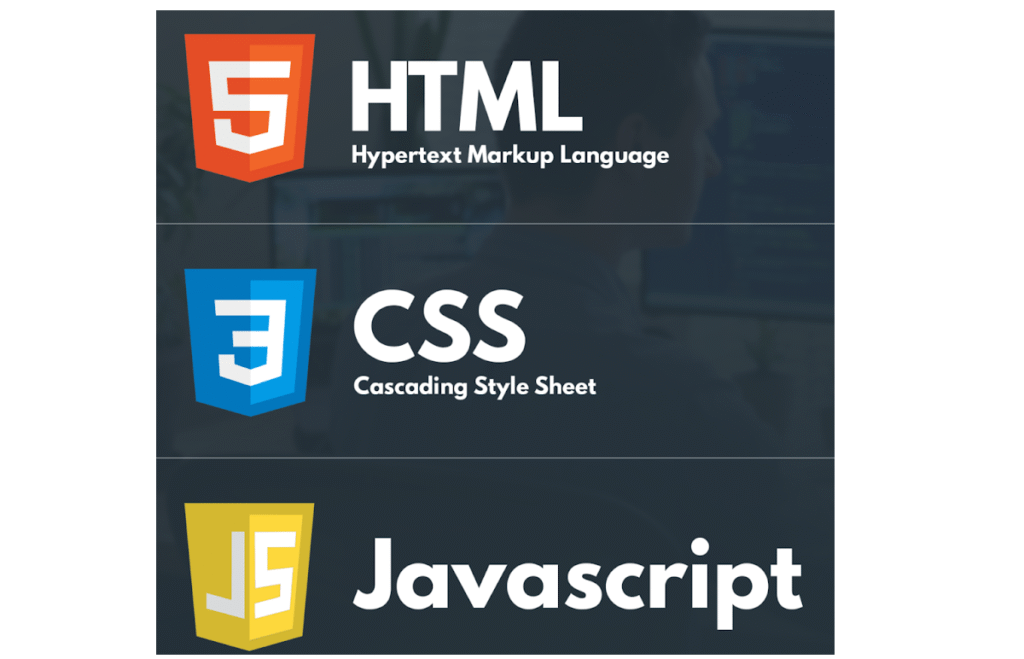 5
HTML
Hypertext Markup Language
3
CSS
Cascading Style Sheet
JS
Javascript